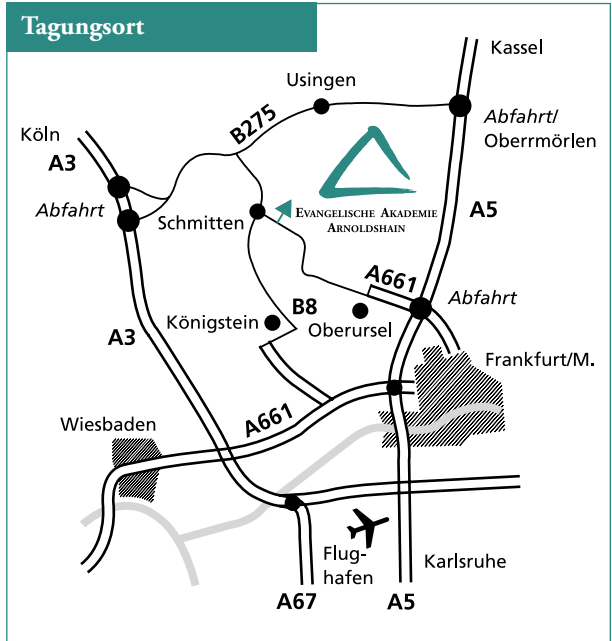 Tagungsort
Kassel
Usingen
Abfahrt/
Oberrmörlen
B275
Köln
A3
Abfahrt
Schmitten
EVANGELISCHE AKADEMIE
ARNOLDSHAIN
A5
A661
Abfahrt
B8
Königstein
Oberursel
A3
Frankfurt/M.
Wiesbaden
A661
Flug-
hafen
Karlsruhe
A67
A5